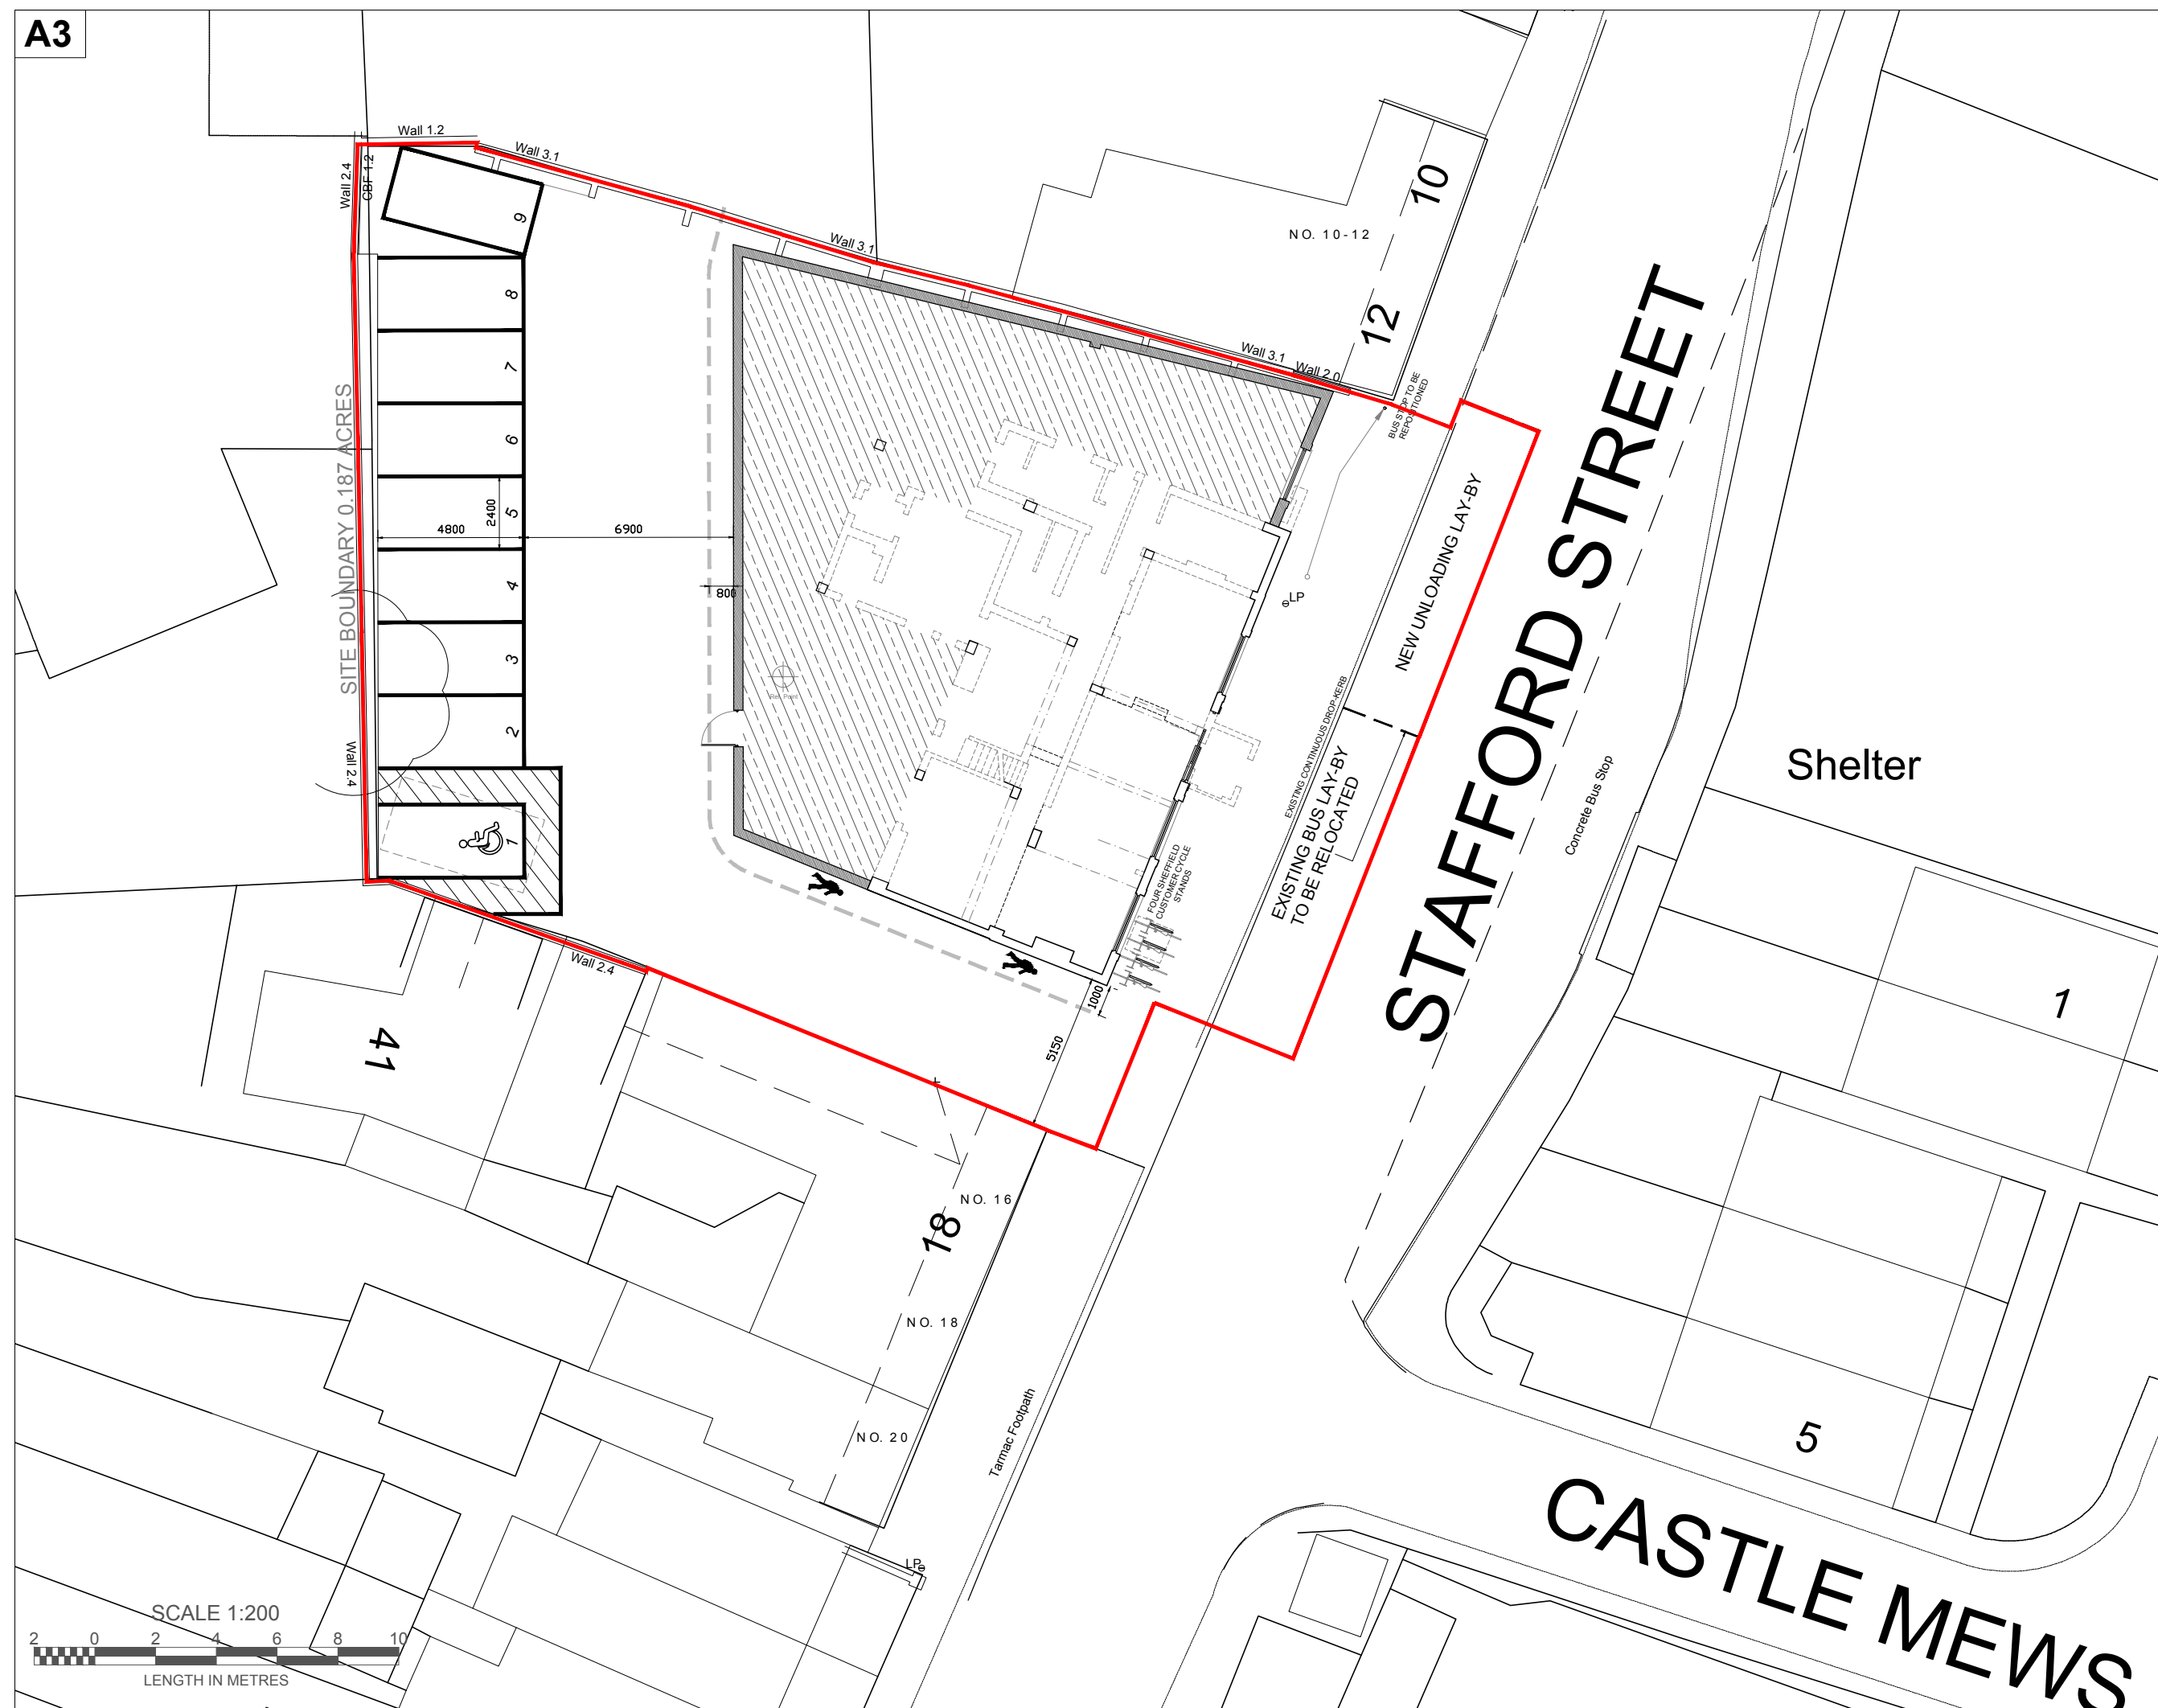 A3
Wall 1.2
Wall 3.1
Wall 2.4
CBF 1.2
10
NO. 10-12
Wall 3.1
12
Wall 3.1
Wall 2.0
BUS STOP TO BE
REPOSITIONED
9
8
7
6
5
4
3
2
1
SITE BOUNDARY 0.187 ACRES
4800
2400
6900
800
Ref. Point
LP
NEW UNLOADING LAY-BY
STAFFORD STREET
EXISTING CONTINUOUS DROP-KERB
EXISTING BUS LAY-BY
TO BE RELOCATED
Concrete Bus Stop
Shelter
Wall 2.4
FOUR SHEFFIELD
CUSTOMER CYCLE
STANDS
Wall 2.4
1000
5150
41
1
NO. 16
18
NO. 18
NO. 20
Tarmac Footpath
5
LP
CASTLE MEWS
SCALE 1:200
2 0 2 4 6 8 10
LENGTH IN METRES